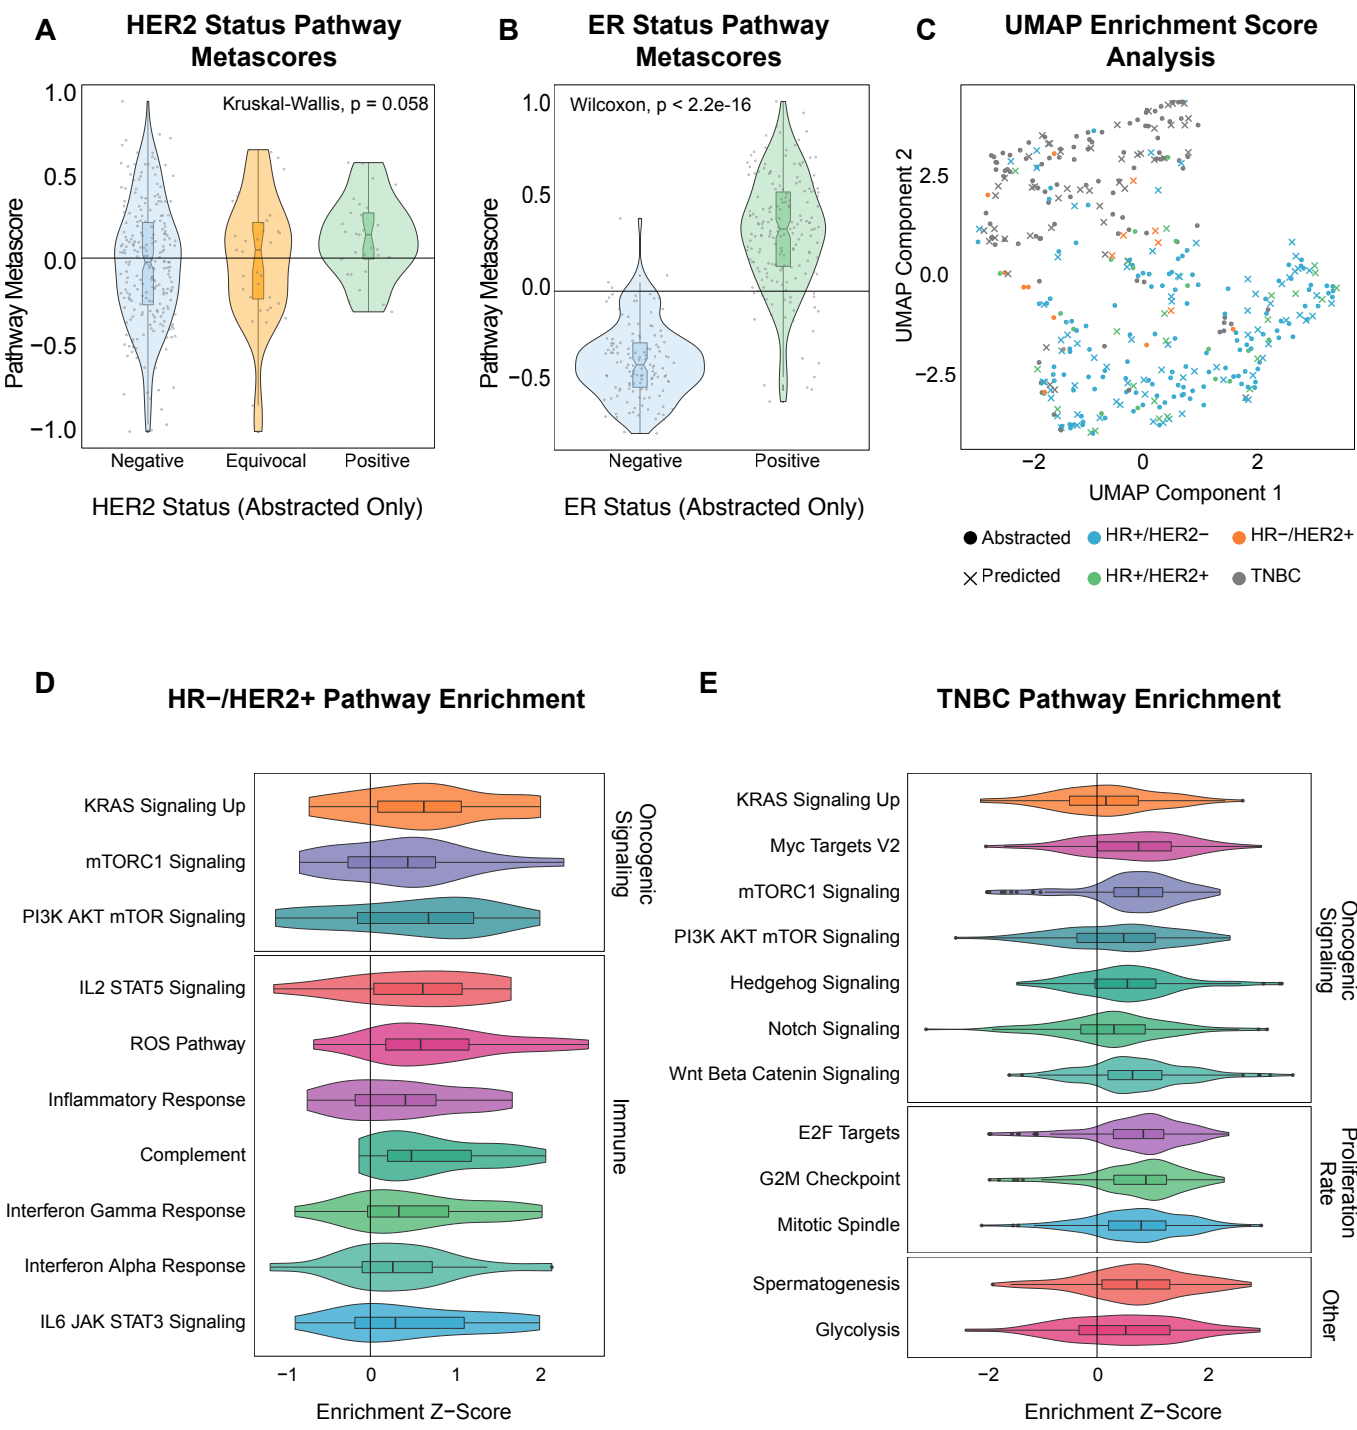 A
HER2 Status Pathway
Metascores
Kruskal-Wallis, p = 0.058
Pathway Metascore
1.0
0.5
0.0
−0.5
−1.0
Negative
Equivocal
Positive
HER2 Status (Abstracted Only)
B
ER Status Pathway
Metascores
Wilcoxon, p < 2.2e-16
Pathway Metascore
1.0
0.5
0.0
−0.5
Negative
Positive
ER Status (Abstracted Only)
C
UMAP Enrichment Score
Analysis
UMAP Component 2
2.5
0.0
−2.5
−2
0
2
UMAP Component 1
Abstracted
HR+/HER2−
HR−/HER2+
Predicted
HR+/HER2+
TNBC
D
HR−/HER2+ Pathway Enrichment
KRAS Signaling Up
mTORC1 Signaling
PI3K AKT mTOR Signaling
Oncogenic
Signaling
IL2 STAT5 Signaling
ROS Pathway
Inflammatory Response
Complement
Interferon Gamma Response
Interferon Alpha Response
IL6 JAK STAT3 Signaling
Immune
−1
0
1
2
Enrichment Z−Score
E
TNBC Pathway Enrichment
KRAS Signaling Up
Myc Targets V2
mTORC1 Signaling
PI3K AKT mTOR Signaling
Hedgehog Signaling
Notch Signaling
Wnt Beta Catenin Signaling
Oncogenic
Signaling
E2F Targets
G2M Checkpoint
Mitotic Spindle
Proliferation
Rate
Spermatogenesis
Glycolysis
Other
−2
0
2
Enrichment Z−Score